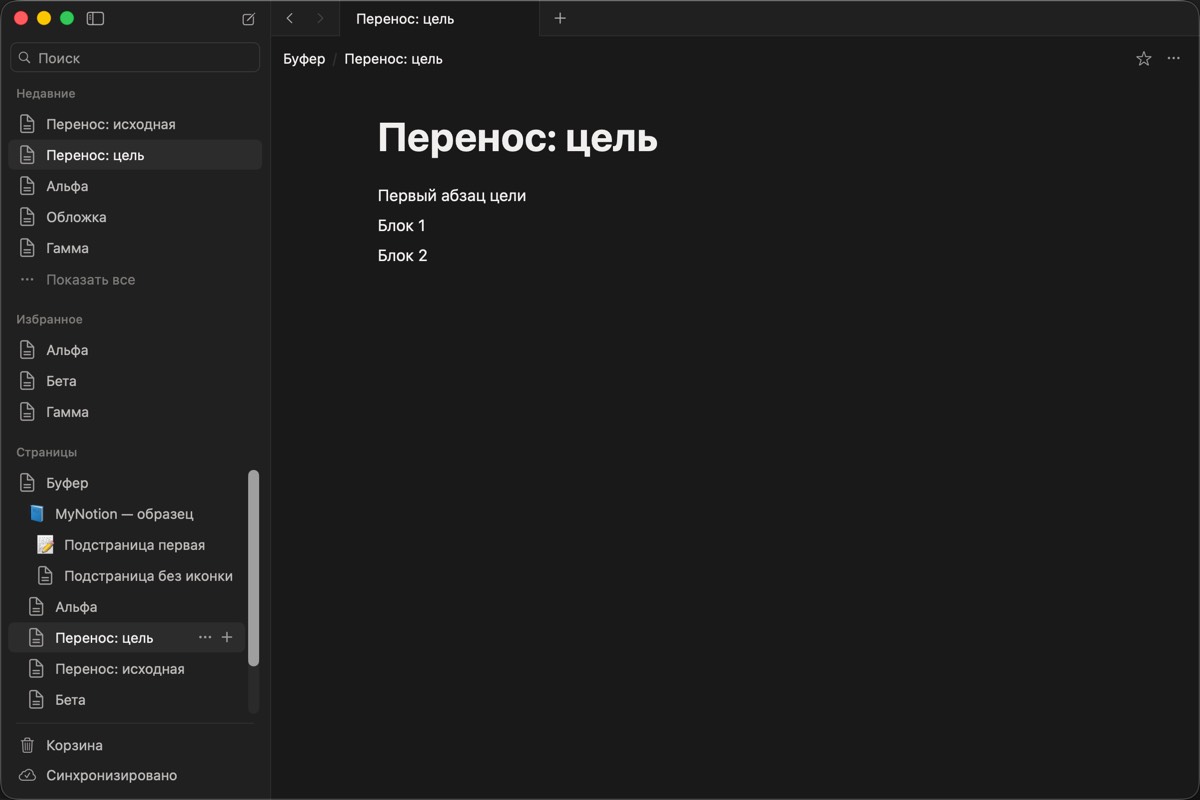 Перенос: цель
Поиск
Буфер / Перенос: цель
Недавние
Перенос: исходная
Перенос: цель
Альфа
Обложка
Гамма
Показать все
Избранное
Альфа
Бета
Гамма
Страницы
Буфер
MyNotion — образец
Подстраница первая
Подстраница без иконки
Альфа
Перенос: цель
Перенос: исходная
Бета
Корзина
Синхронизировано
Перенос: цель
Первый абзац цели
Блок 1
Блок 2